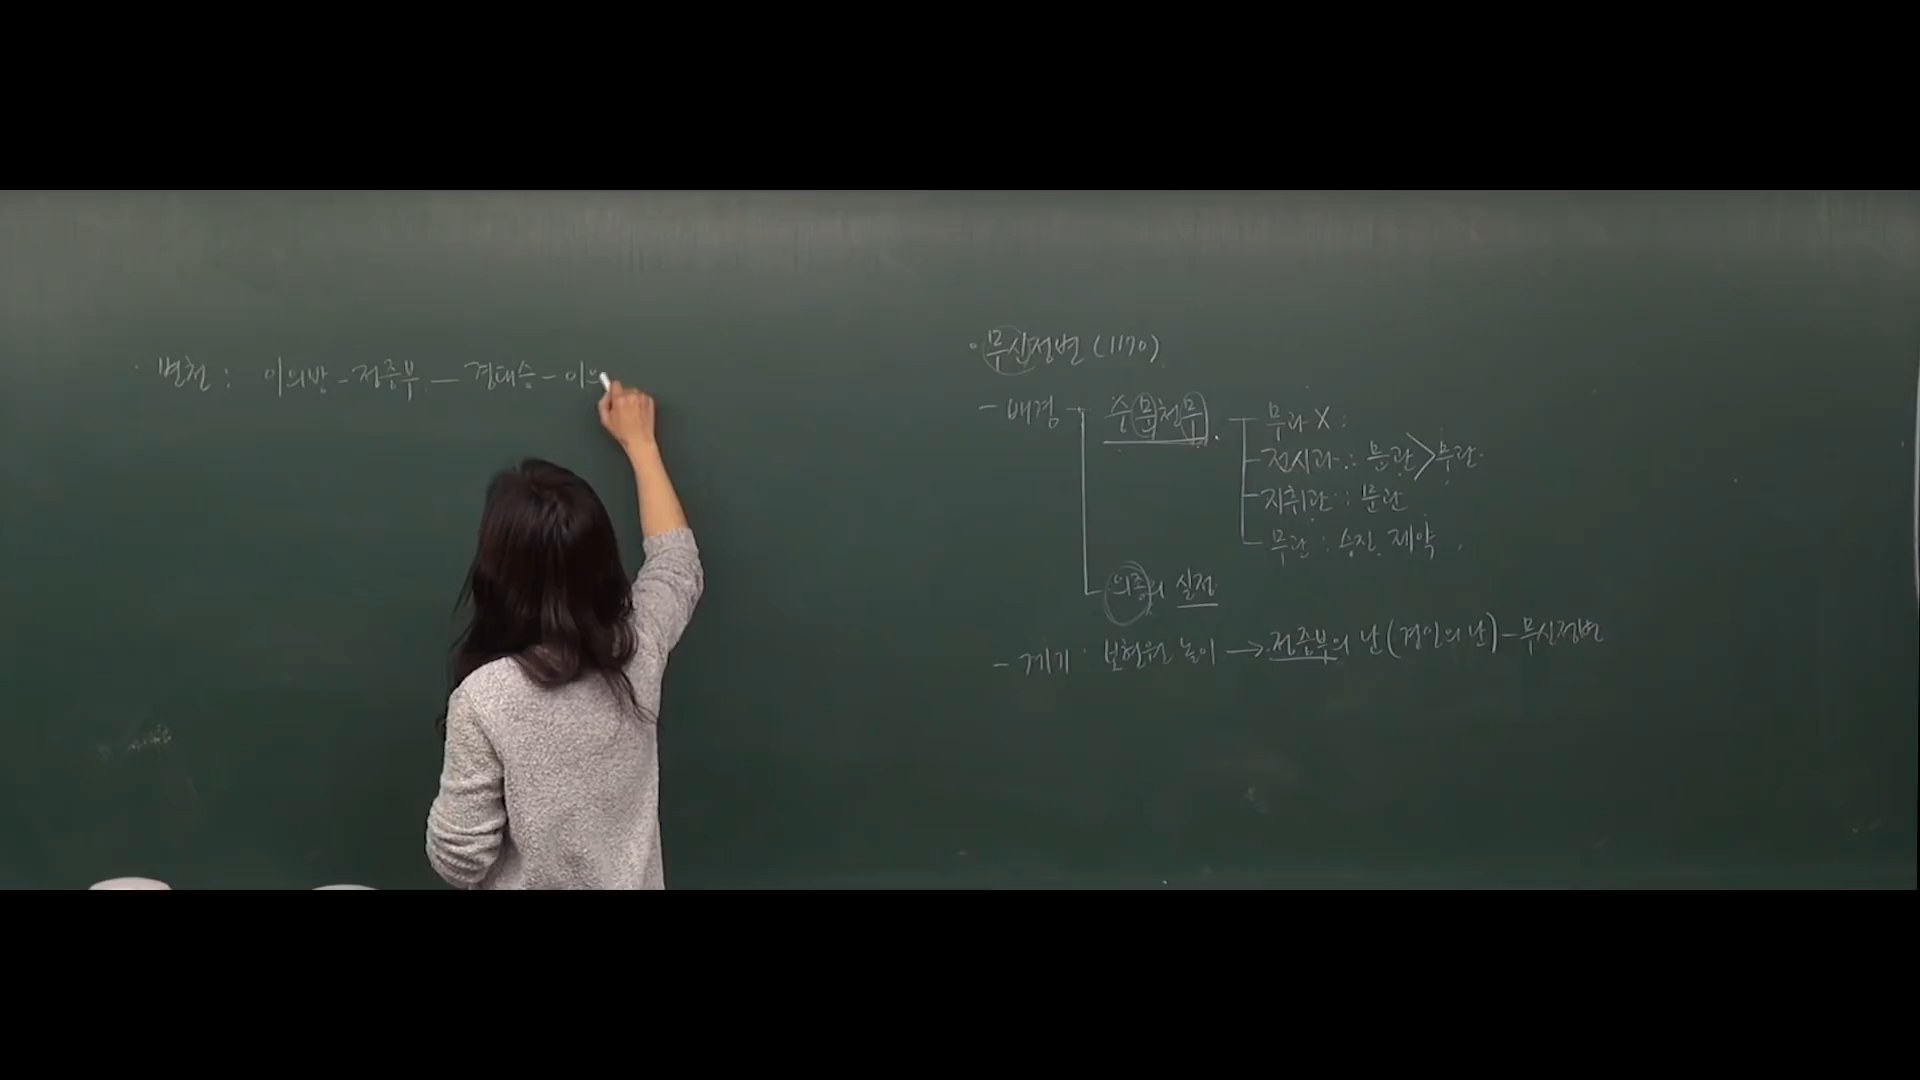 · 변천 : 이의방 - 정중부 - 경대승 - 이의
· 무신정변 (1170)
- 배경 숭문천무
무과 X :
전시과 : 문관 > 무관
지휘관 : 문관
무관 : 승진 제약
의종의 실정
- 계기 : 보현원 놀이 → 정중부의 난 (경인의 난) - 무신정변